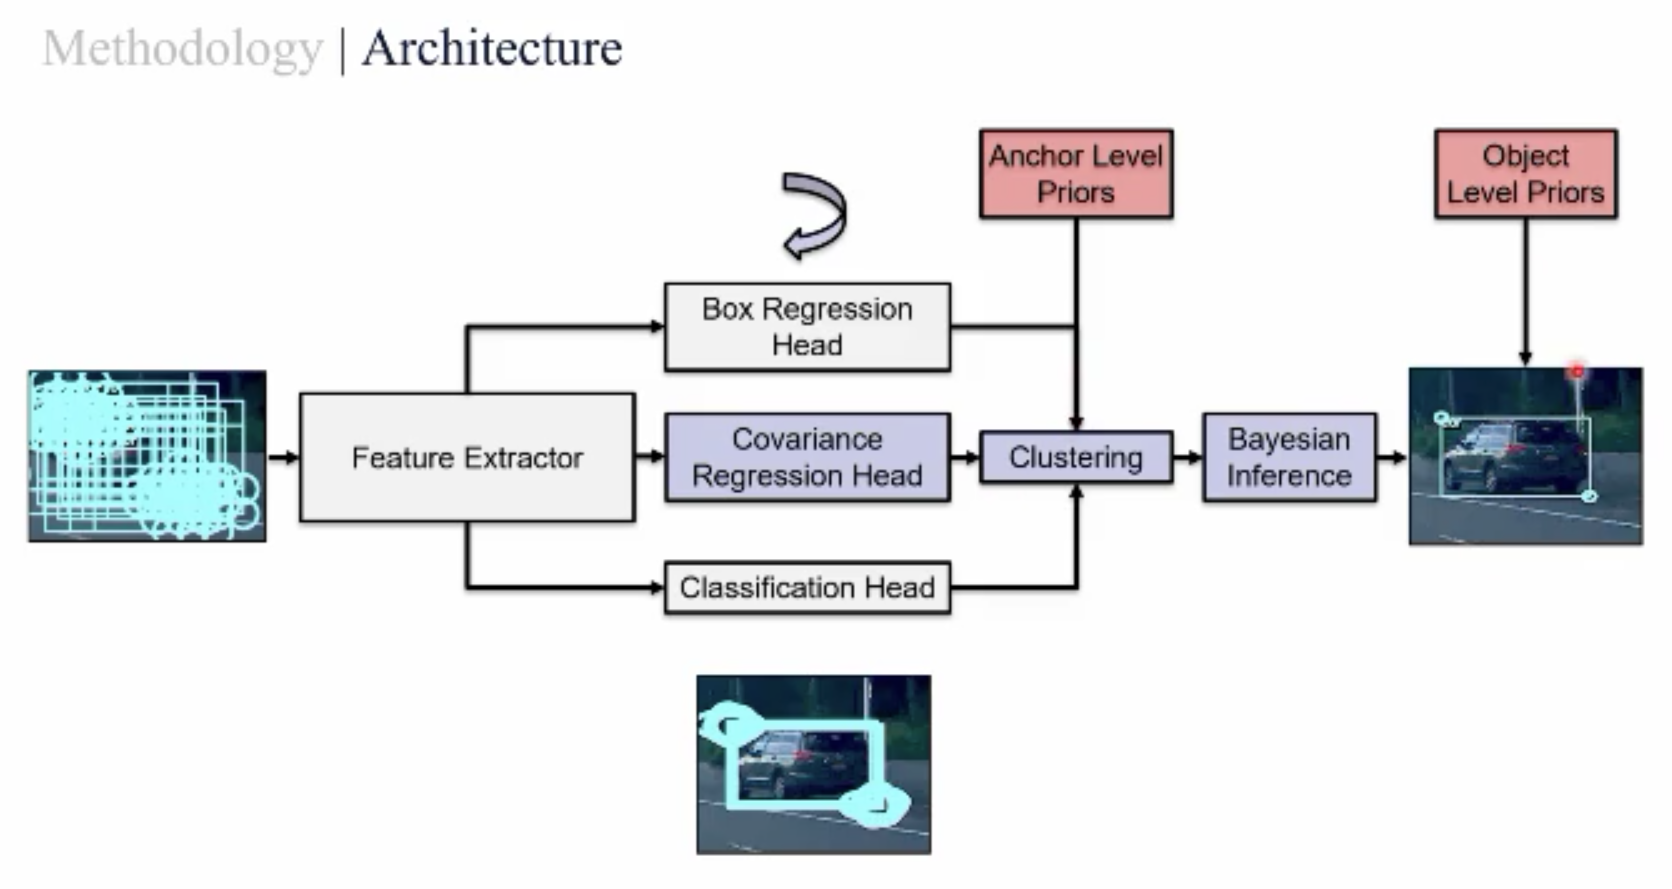 Methodology | Architecture
Anchor Level
Priors
Object
Level Priors
Box Regression
Head
Feature Extractor
Covariance
Regression Head
Clustering
Bayesian
Inference
Classification Head